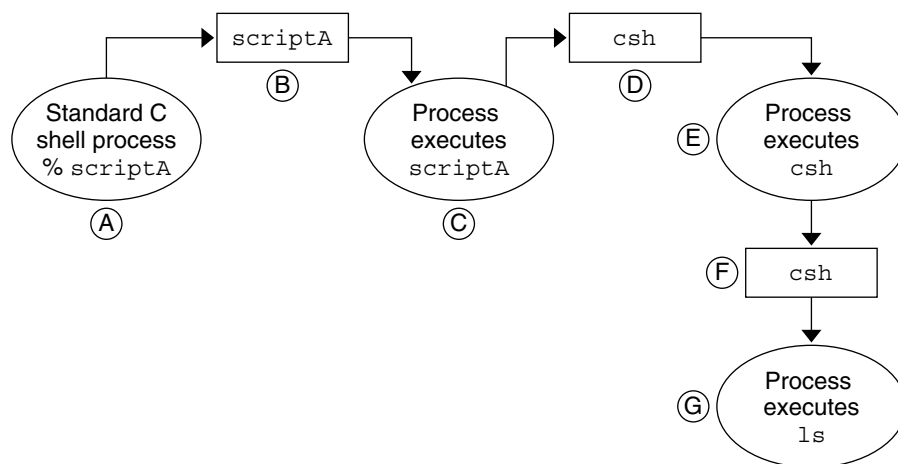 Standard C
shell process
% scriptA
A
scriptA
B
Process
executes
scriptA
C
csh
D
Process
executes
csh
E
csh
F
Process
executes
ls
G